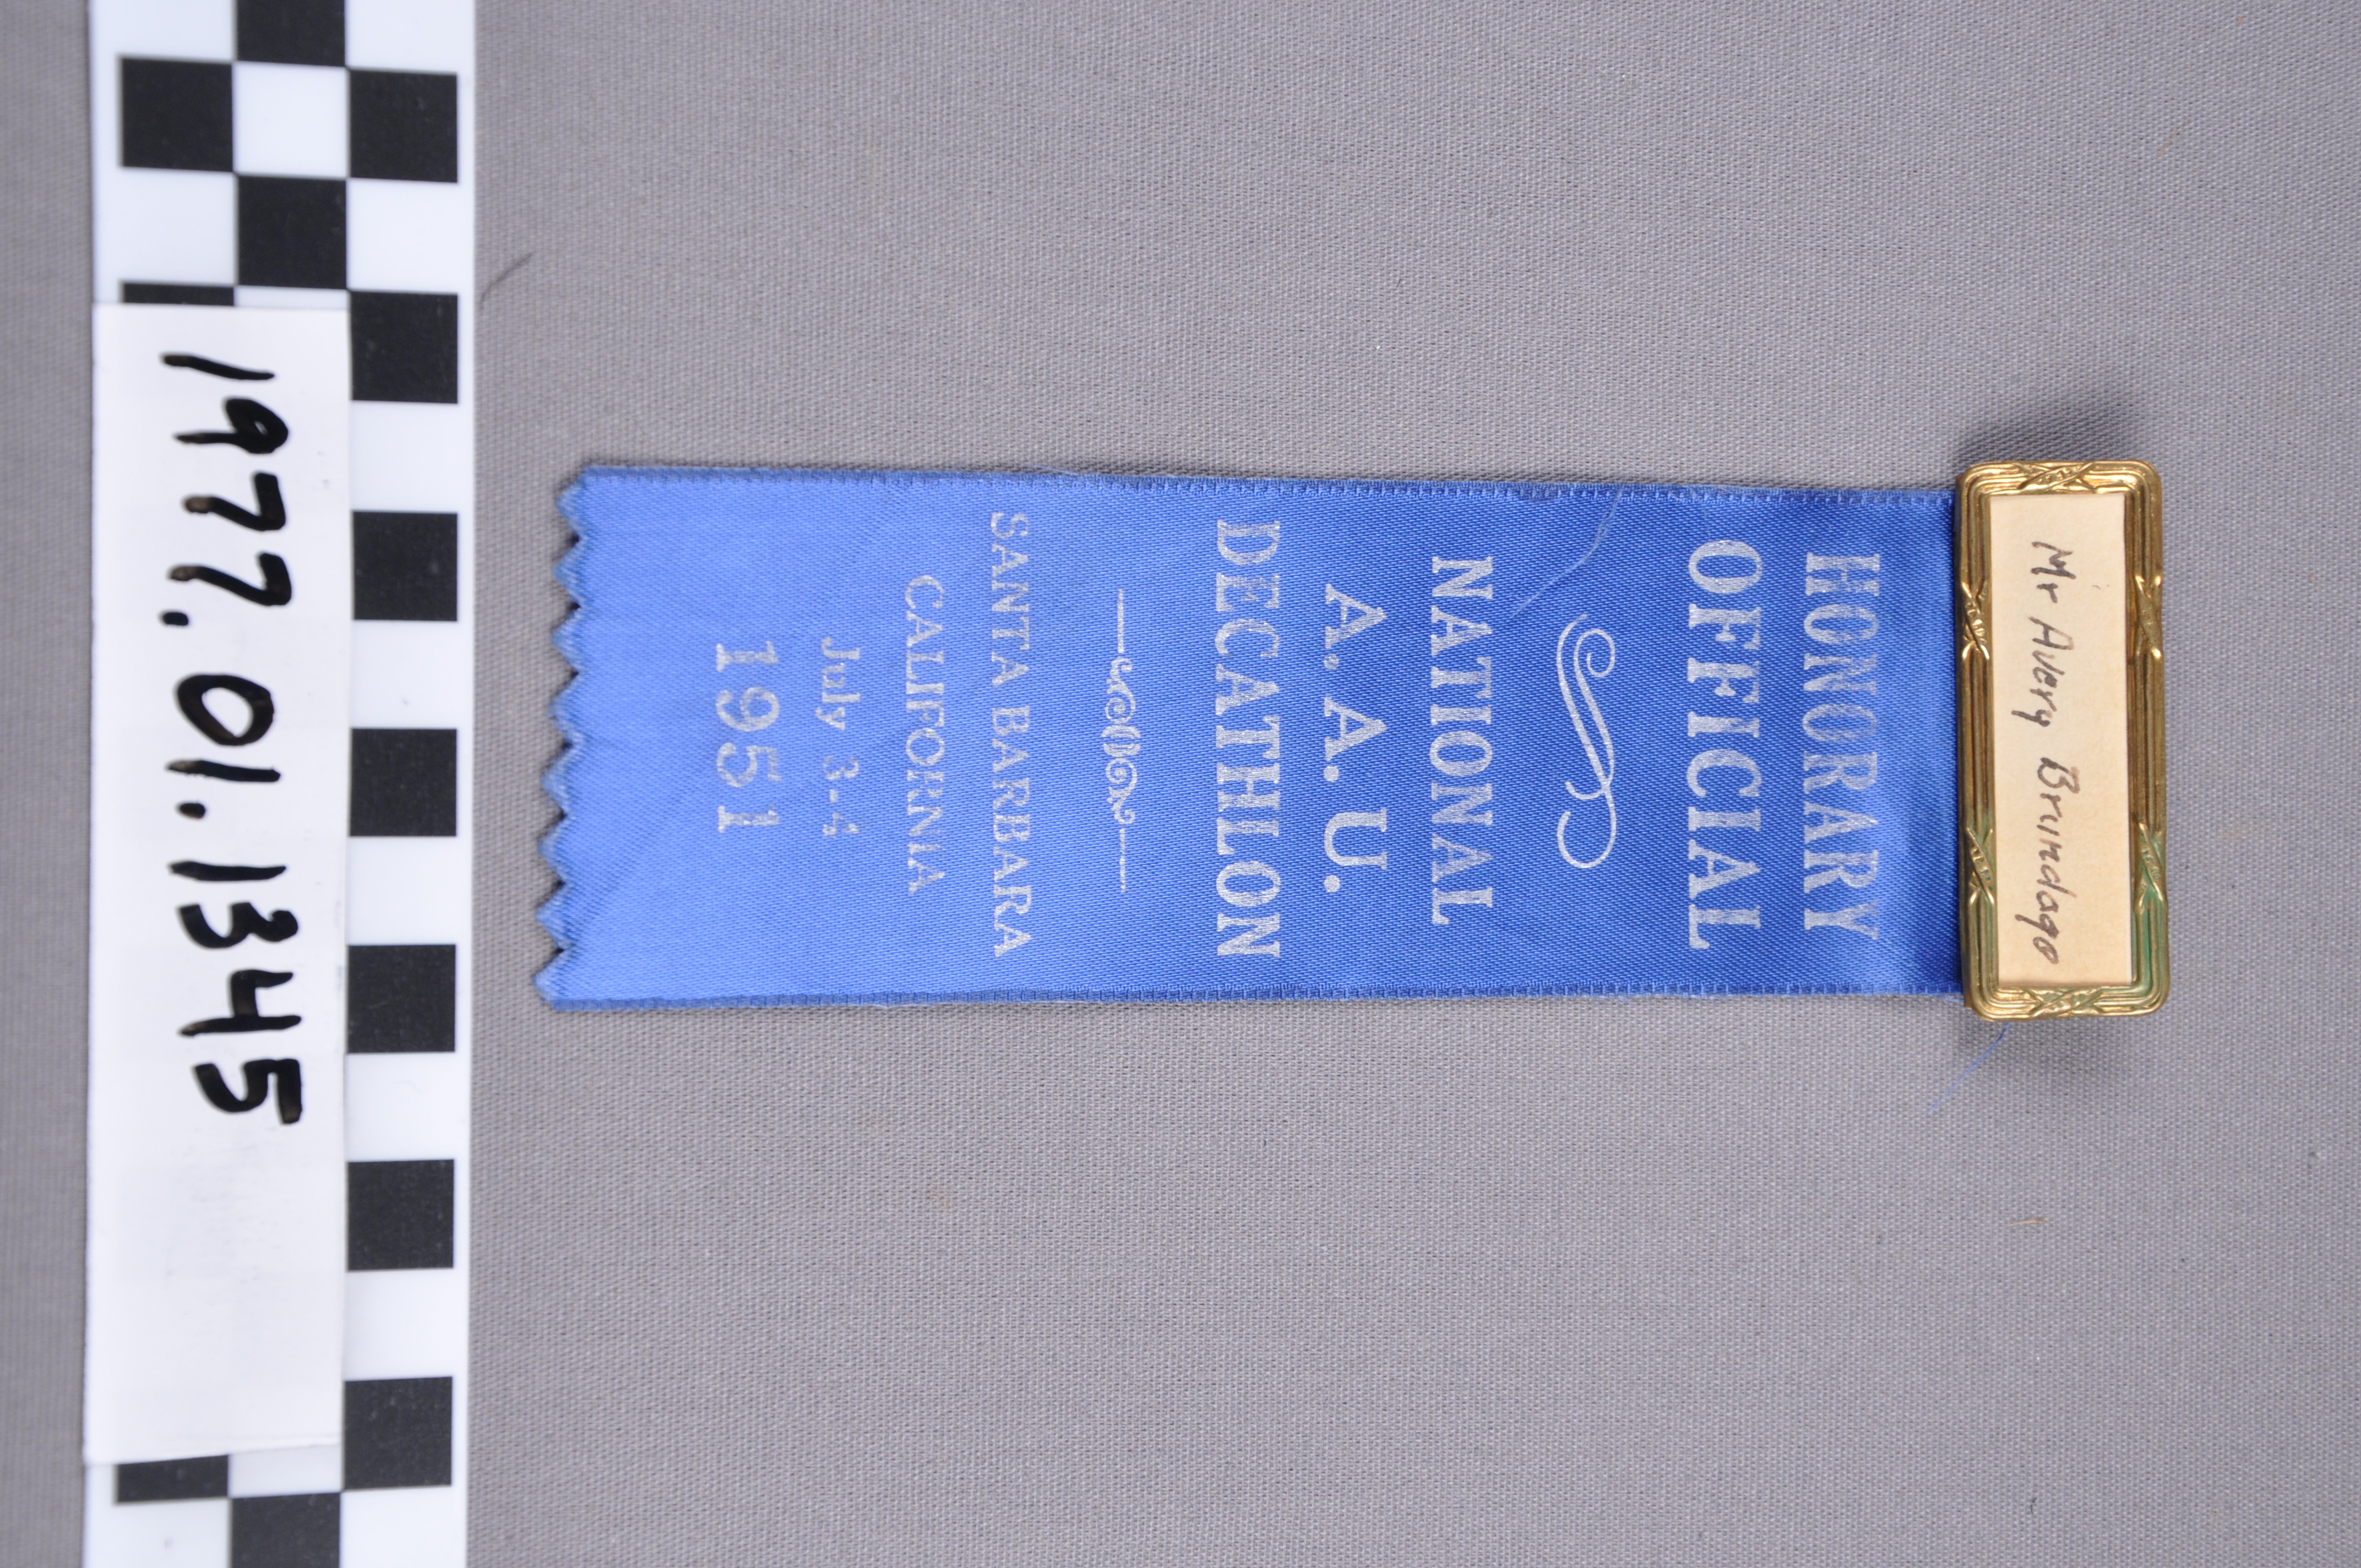 Mr Avery Brundage
HONORARY
OFFICIAL
NATIONAL
A. A. U.
DECATHLON
SANTA BARBARA
CALIFORNIA
July 3-4
1951
1977.01.1345